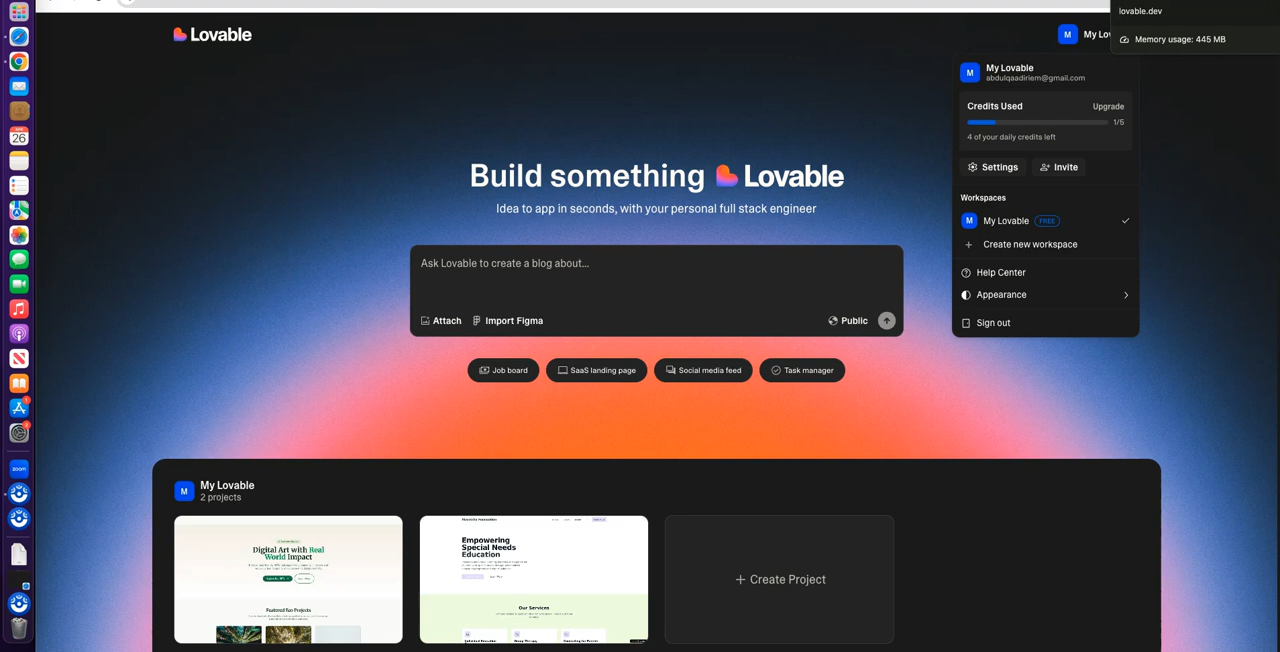 lovable.dev
Lovable
M My Lov
Memory usage: 445 MB
M My Lovable
abdulqaadiriem@gmail.com
Credits Used Upgrade
1/5
4 of your daily credits left
Settings Invite
Workspaces
M My Lovable FREE
Create new workspace
Help Center
Appearance
Sign out
Build something Lovable
Idea to app in seconds, with your personal full stack engineer
Ask Lovable to create a blog about...
Attach Import Figma Public
Job board SaaS landing page Social media feed Task manager
M My Lovable
2 projects
Digital Art with Real
World Impact
Featured Eco Projects
Empowering
Special Needs
Education
Our Services
+ Create Project
26
zoom